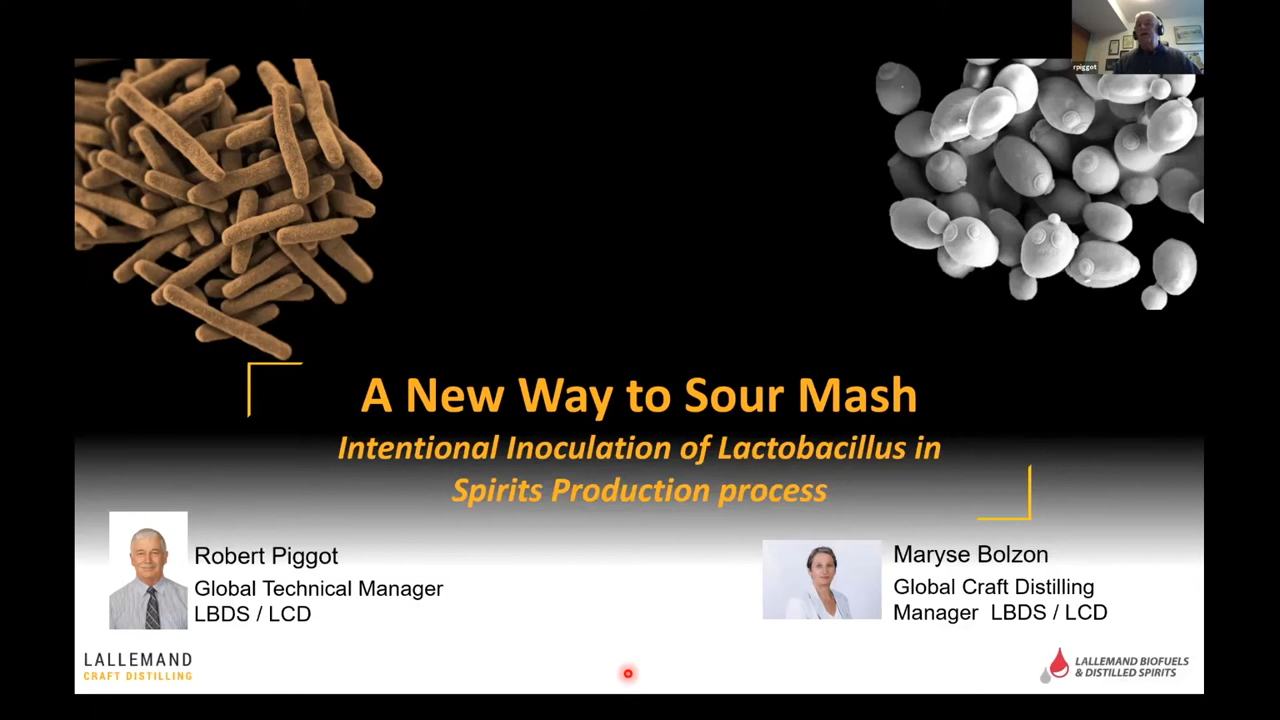 rpiggot
A New Way to Sour Mash
Intentional Inoculation of Lactobacillus in
Spirits Production process
Robert Piggot
Global Technical Manager
LBDS / LCD
Maryse Bolzon
Global Craft Distilling
Manager LBDS / LCD
LALLEMAND
CRAFT DISTILLING
LALLEMAND BIOFUELS
& DISTILLED SPIRITS